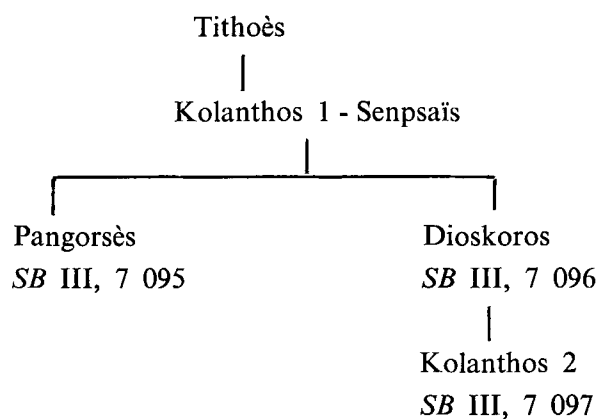 Tithoès
Kolanthos 1 - Senpsaïs
Pangorsès Dioskoros
SB III, 7 095 SB III, 7 096
Kolanthos 2
SB III, 7 097